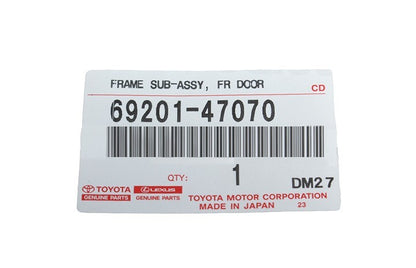 FRAME SUB-ASSY, FR DOOR
CD
69201-47070
QTY: 1 DM27
TOYOTA LEXUS
GENUINE PARTS GENUINE PARTS
TOYOTA MOTOR CORPORATION
MADE IN JAPAN 23